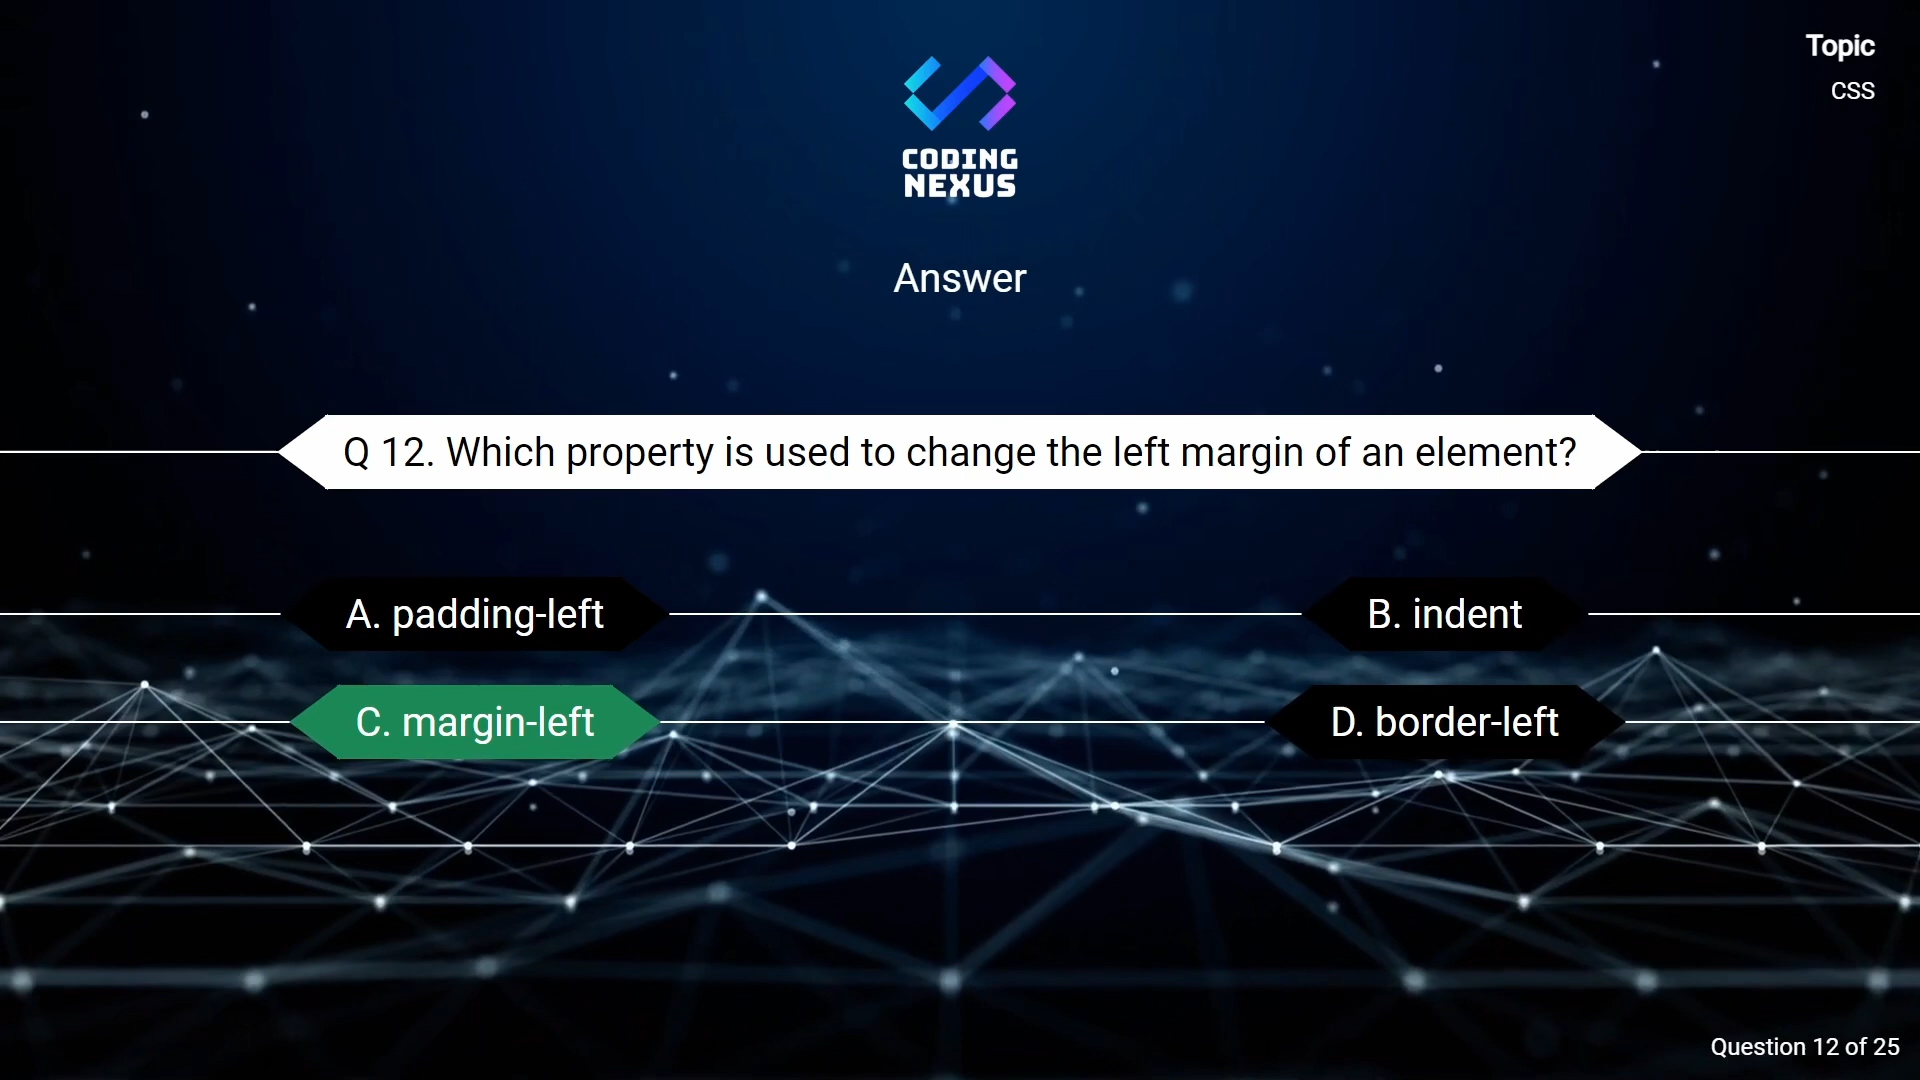 Topic
CSS
CODING
NEXUS
Answer
Q 12. Which property is used to change the left margin of an element?
A. padding-left
B. indent
C. margin-left
D. border-left
Question 12 of 25